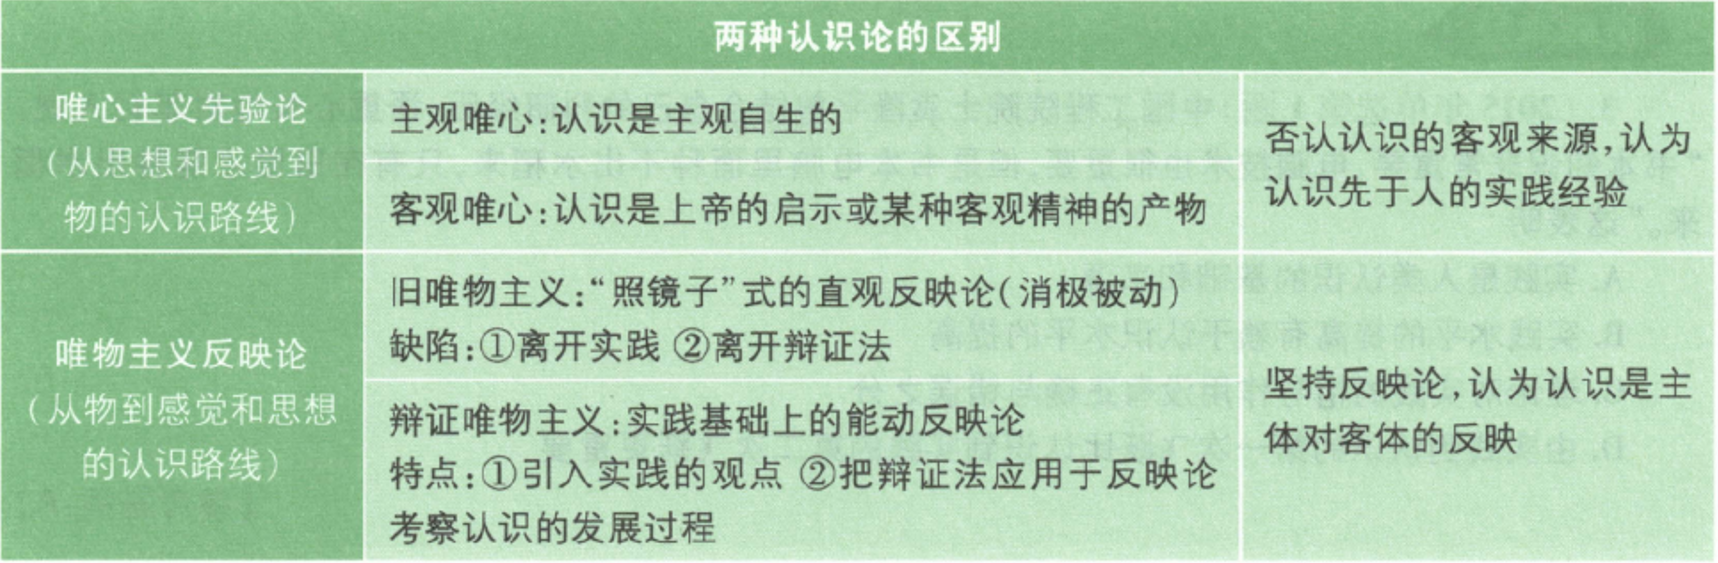 两种认识论的区别
唯心主义先验论
（从思想和感觉到
物的认识路线）
主观唯心：认识是主观自生的
客观唯心：认识是上帝的启示或某种客观精神的产物
否认认识的客观来源，认为
认识先于人的实践经验
唯物主义反映论
（从物到感觉和思想
的认识路线）
旧唯物主义：“照镜子”式的直观反映论（消极被动）
缺陷：①离开实践 ②离开辩证法
辩证唯物主义：实践基础上的能动反映论
特点：①引入实践的观点 ②把辩证法应用于反映论
考察认识的发展过程
坚持反映论，认为认识是主
体对客体的反映